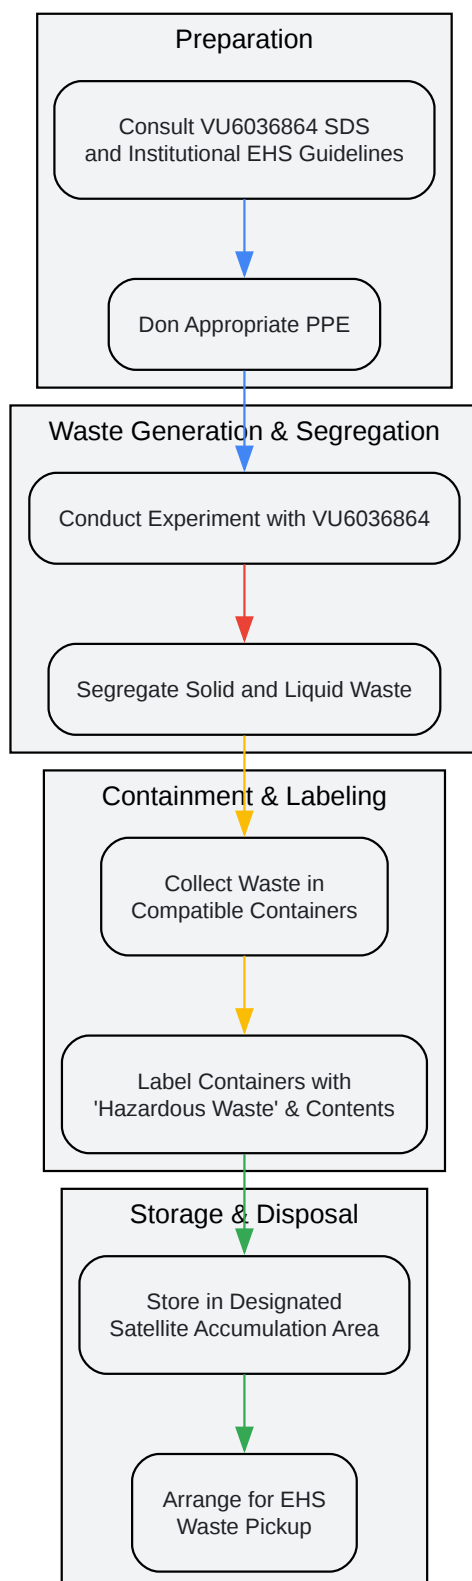 Preparation
Consult VU6036864 SDS
and Institutional EHS Guidelines
Don Appropriate PPE
Waste Generation & Segregation
Conduct Experiment with VU6036864
Segregate Solid and Liquid Waste
Containment & Labeling
Collect Waste in
Compatible Containers
Label Containers with
'Hazardous Waste' & Contents
Storage & Disposal
Store in Designated
Satellite Accumulation Area
Arrange for EHS
Waste Pickup